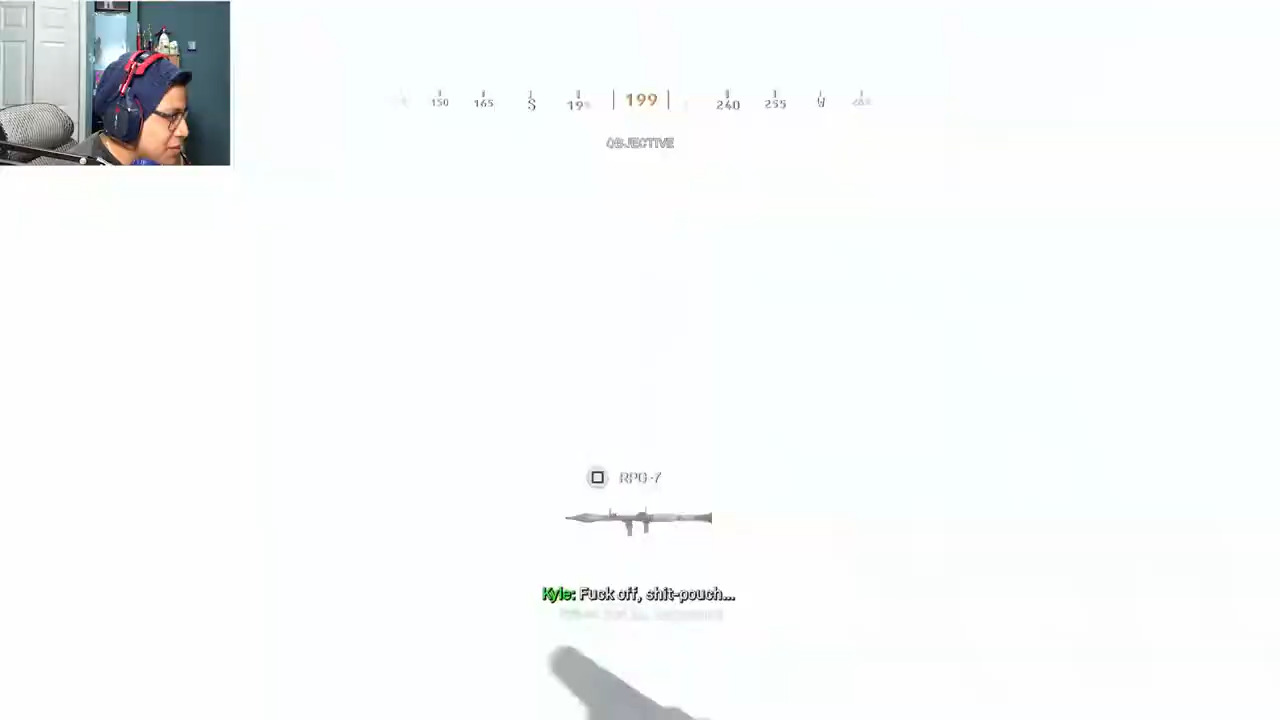 150 165 S 199 240 255 W
OBJECTIVE
RPG-7
Kyle: Fuck off, shit-pouch...